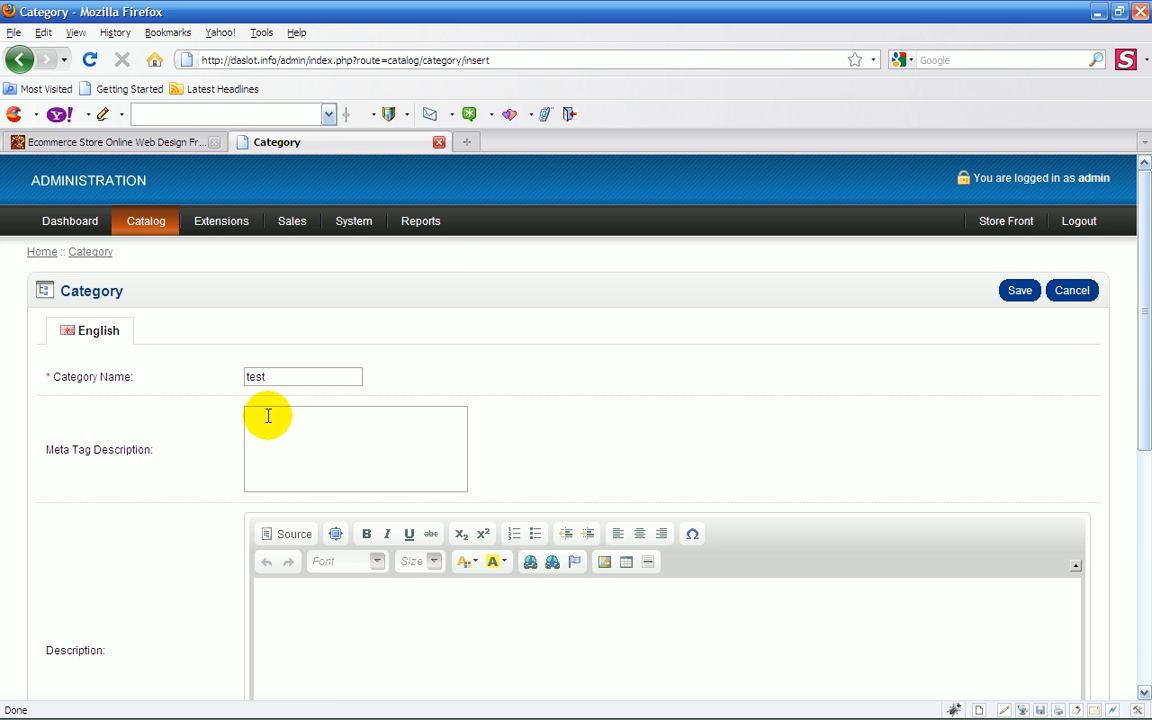 Category - Mozilla Firefox
File Edit View History Bookmarks Yahoo! Tools Help
http://daslot.info/admin/index.php?route=catalog/category/insert Google S
Most Visited Getting Started Latest Headlines
Y!
Ecommerce Store Online Web Design Fr... Category
ADMINISTRATION You are logged in as admin
Dashboard Catalog Extensions Sales System Reports Store Front Logout
Home :: Category
Category Save Cancel
English
* Category Name: test
Meta Tag Description:
Source B I U abc X2 X2 Ω
Font Size A A
Description:
Done